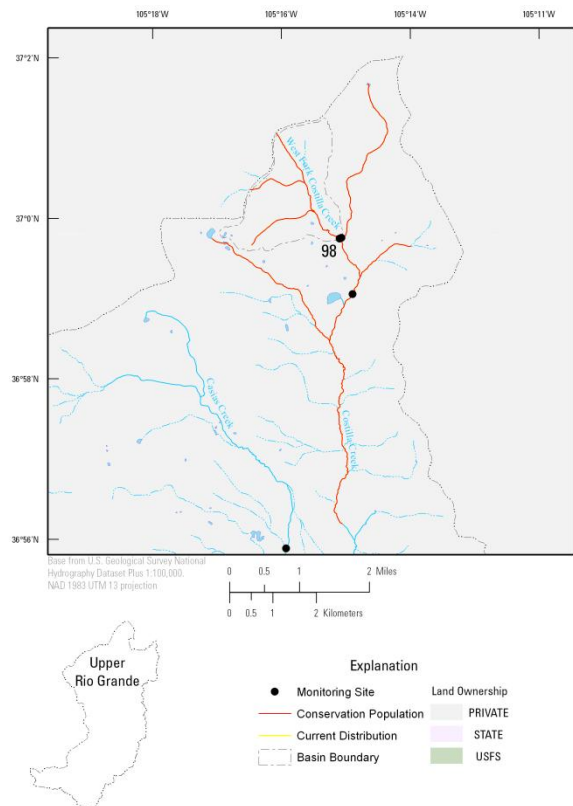 105°18'W
105°16'W
105°14'W
105°11'W
37°2'N
37°0'N
36°58'N
36°56'N
West Fork Costilla Creek
98
Casias Creek
Costilla Creek
Base from U.S. Geological Survey National
Hydrography Dataset Plus 1:100,000.
NAD 1983 UTM 13 projection
0 0.5 1 2 Miles
0 0.5 1 2 Kilometers
Upper
Rio Grande
Explanation
Monitoring Site
Conservation Population
Current Distribution
Basin Boundary
Land Ownership
PRIVATE
STATE
USFS